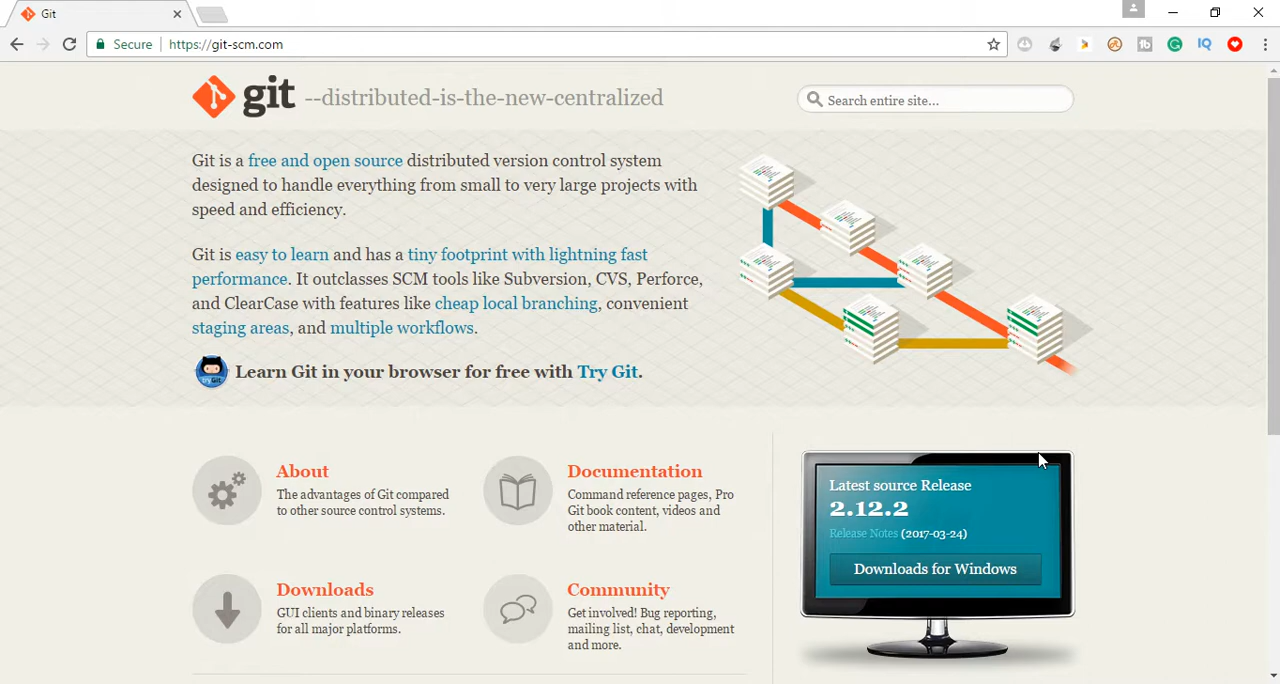 Git
Secure
https://git-scm.com
git --distributed-is-the-new-centralized
Search entire site...
Git is a free and open source distributed version control system
designed to handle everything from small to very large projects with
speed and efficiency.
Git is easy to learn and has a tiny footprint with lightning fast
performance. It outclasses SCM tools like Subversion, CVS, Perforce,
and ClearCase with features like cheap local branching, convenient
staging areas, and multiple workflows.
Learn Git in your browser for free with Try Git.
About
The advantages of Git compared
to other source control systems.
Documentation
Command reference pages, Pro
Git book content, videos and
other material.
Downloads
GUI clients and binary releases
for all major platforms.
Community
Get involved! Bug reporting,
mailing list, chat, development
and more.
Latest source Release
2.12.2
Release Notes (2017-03-24)
Downloads for Windows